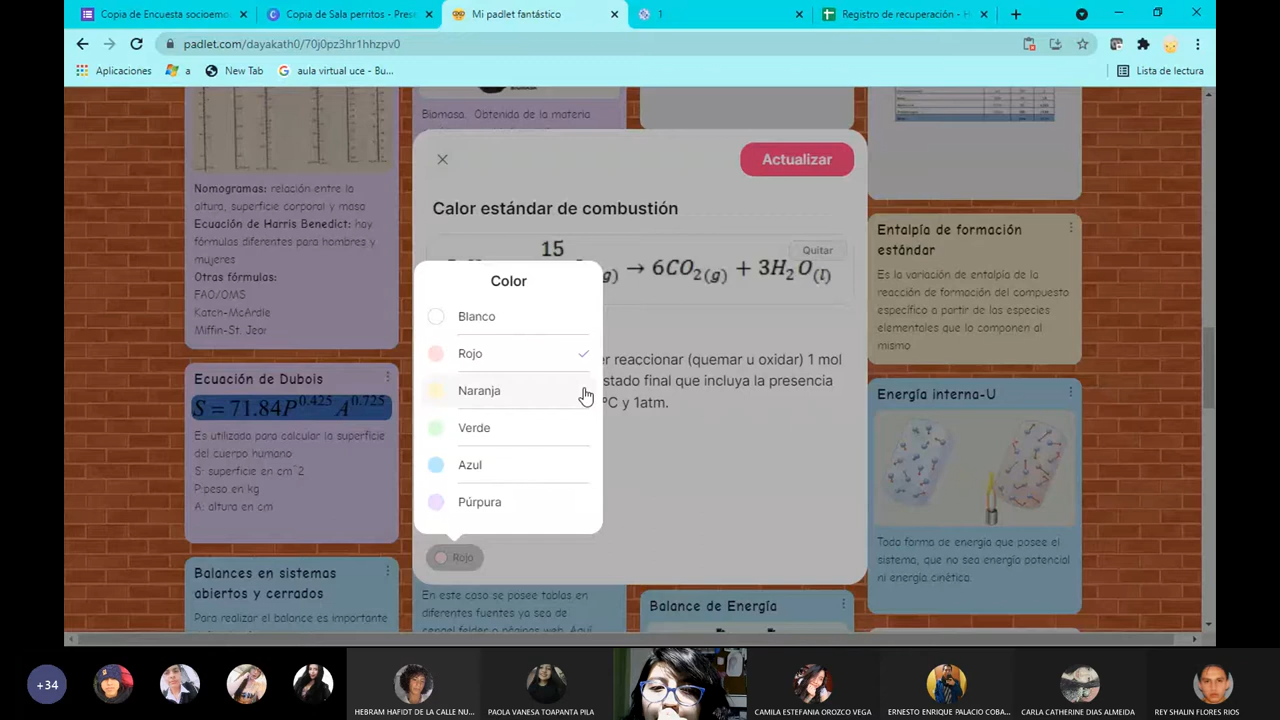 Copia de Encuesta socioemo
Copia de Sala perritos - Pres
Mi padlet fantástico
1
Registro de recuperación - H
padlet.com/dayakath0/70j0pz3hr1hhzpv0
Aplicaciones
a
New Tab
aula virtual uce - Bu...
Lista de lectura
Nomogramas: relación entre la
altura, superficie corporal y masa
Ecuación de Harris Benedict: hay
fórmulas diferentes para hombres y
mujeres
Otras fórmulas:
FAO/OMS
Katch-McArdle
Miffin-St. Jeor
Ecuación de Dubois
S = 71.84P^0.425 A^0.725
Es utilizada para calcular la superficie
del cuerpo humano
S: superficie en cm^2
P:peso en kg
A: altura en cm
Balances en sistemas
abiertos y cerrados
Para realizar el balance es importante
Biomasa. Obtenida de la materia
Actualizar
Calor estándar de combustión
Quitar
15
(g) → 6CO2(g) + 3H2O(l)
er reaccionar (quemar u oxidar) 1 mol
stado final que incluya la presencia
ºC y 1atm.
Color
Blanco
Rojo
Naranja
Verde
Azul
Púrpura
Rojo
En este caso se posee tablas en
diferentes fuentes ya sea de
Balance de Energía
Entalpía de formación
estándar
Es la variación de entalpía de la
reacción de formación del compuesto
específico a partir de las especies
elementales que lo componen al
mismo
Energía interna-U
Toda forma de energia que posee el
sistema, que no sea energía potencial
ni energía cinética.
+34
HEBRAM HAFIDT DE LA CALLE NU...
PAOLA VANESA TOAPANTA PILA
CAMILA ESTEFANIA OROZCO VEGA
ERNESTO ENRIQUE PALACIO COBA...
CARLA CATHERINE DIAS ALMEIDA
REY SHALIN FLORES RIOS